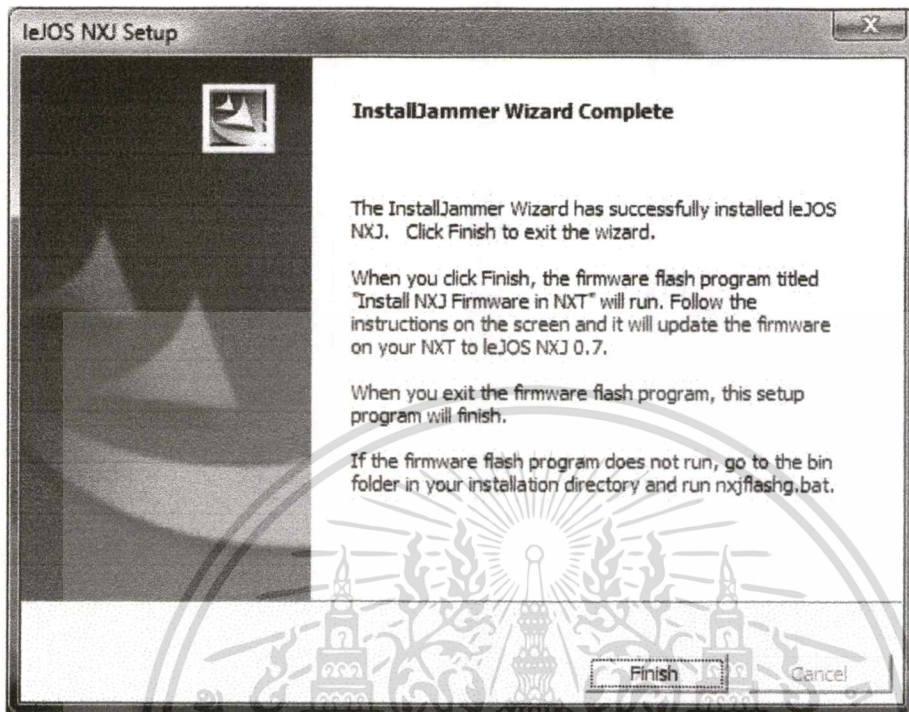 leJOS NXJ Setup
X
InstallJammer Wizard Complete
The InstallJammer Wizard has successfully installed leJOS
NXJ. Click Finish to exit the wizard.
When you click Finish, the firmware flash program titled
"Install NXJ Firmware in NXT" will run. Follow the
instructions on the screen and it will update the firmware
on your NXT to leJOS NXJ 0.7.
When you exit the firmware flash program, this setup
program will finish.
If the firmware flash program does not run, go to the bin
folder in your installation directory and run nxjflashg.bat.
Finish
Cancel